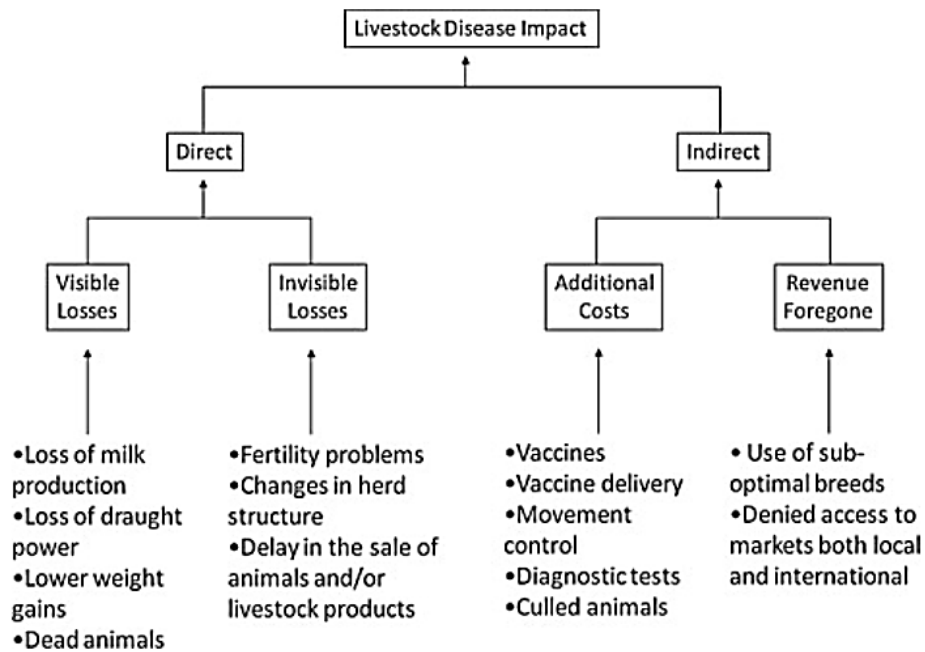 Livestock Disease Impact
Direct
Indirect
Visible
Losses
Invisible
Losses
Additional
Costs
Revenue
Foregone
•Loss of milk
production
•Loss of draught
power
•Lower weight
gains
•Dead animals
•Fertility problems
•Changes in herd
structure
•Delay in the sale of
animals and/or
livestock products
•Vaccines
•Vaccine delivery
•Movement
control
•Diagnostic tests
•Culled animals
• Use of sub-
optimal breeds
•Denied access to
markets both local
and international